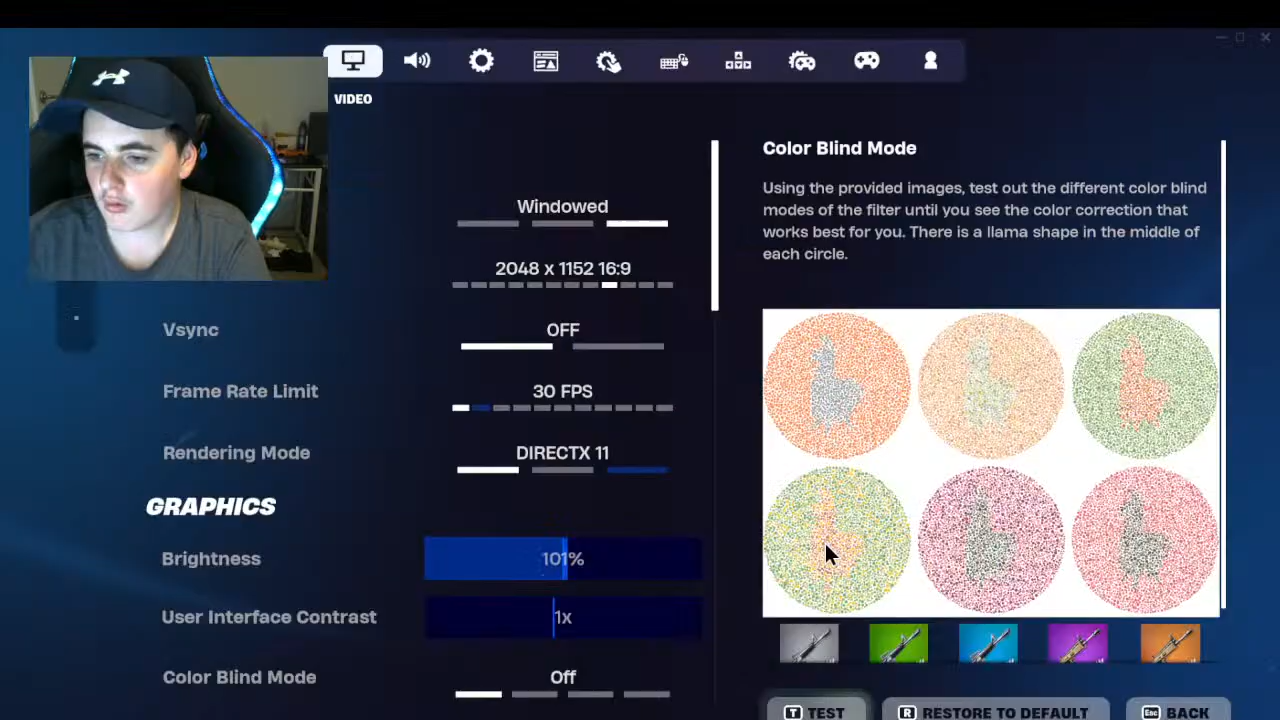 VIDEO
Windowed
2048 x 1152 16:9
Vsync
OFF
Frame Rate Limit
30 FPS
Rendering Mode
DIRECTX 11
GRAPHICS
Brightness
101%
User Interface Contrast
1x
Color Blind Mode
Off
Color Blind Mode
Using the provided images, test out the different color blind
modes of the filter until you see the color correction that
works best for you. There is a llama shape in the middle of
each circle.
T TEST
R RESTORE TO DEFAULT
Esc BACK